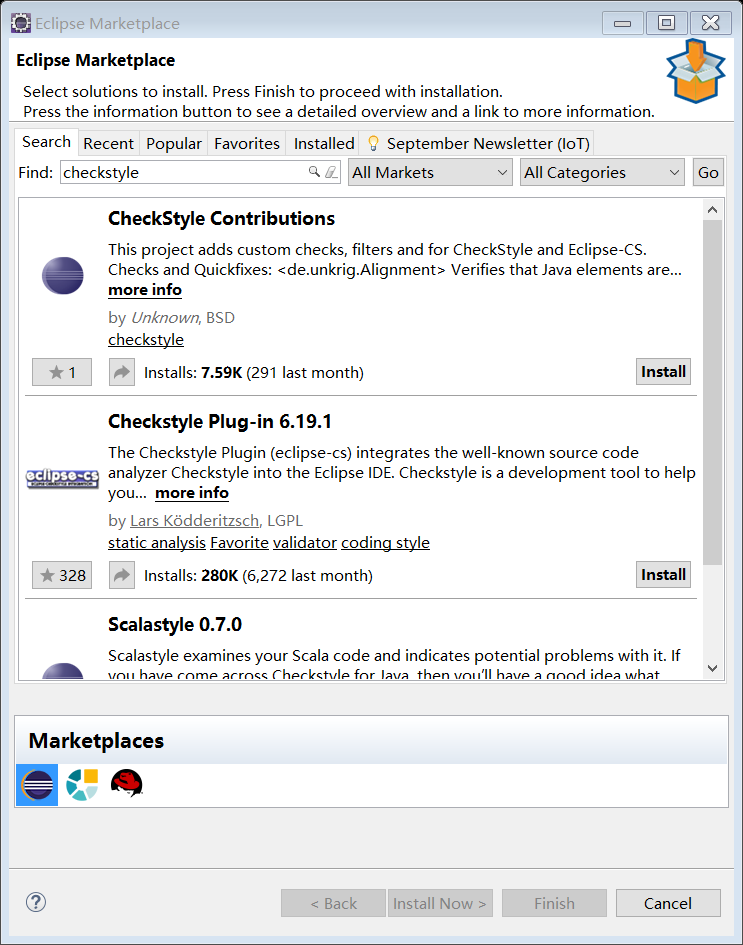 Eclipse Marketplace
Eclipse Marketplace
Select solutions to install. Press Finish to proceed with installation.
Press the information button to see a detailed overview and a link to more information.
Search Recent Popular Favorites Installed September Newsletter (IoT)
Find: checkstyle All Markets All Categories Go
CheckStyle Contributions
This project adds custom checks, filters and for CheckStyle and Eclipse-CS.
Checks and Quickfixes: <de.unkrig.Alignment> Verifies that Java elements are...
more info
by Unknown, BSD
checkstyle
1 Installs: 7.59K (291 last month) Install
Checkstyle Plug-in 6.19.1
eclipse-cs
The Checkstyle Plugin (eclipse-cs) integrates the well-known source code
analyzer Checkstyle into the Eclipse IDE. Checkstyle is a development tool to help
you... more info
by Lars Ködderitzsch, LGPL
static analysis Favorite validator coding style
328 Installs: 280K (6,272 last month) Install
Scalastyle 0.7.0
Scalastyle examines your Scala code and indicates potential problems with it. If
you have come across Checkstyle for Java, then you'll have a good idea what
Marketplaces
? < Back Install Now > Finish Cancel